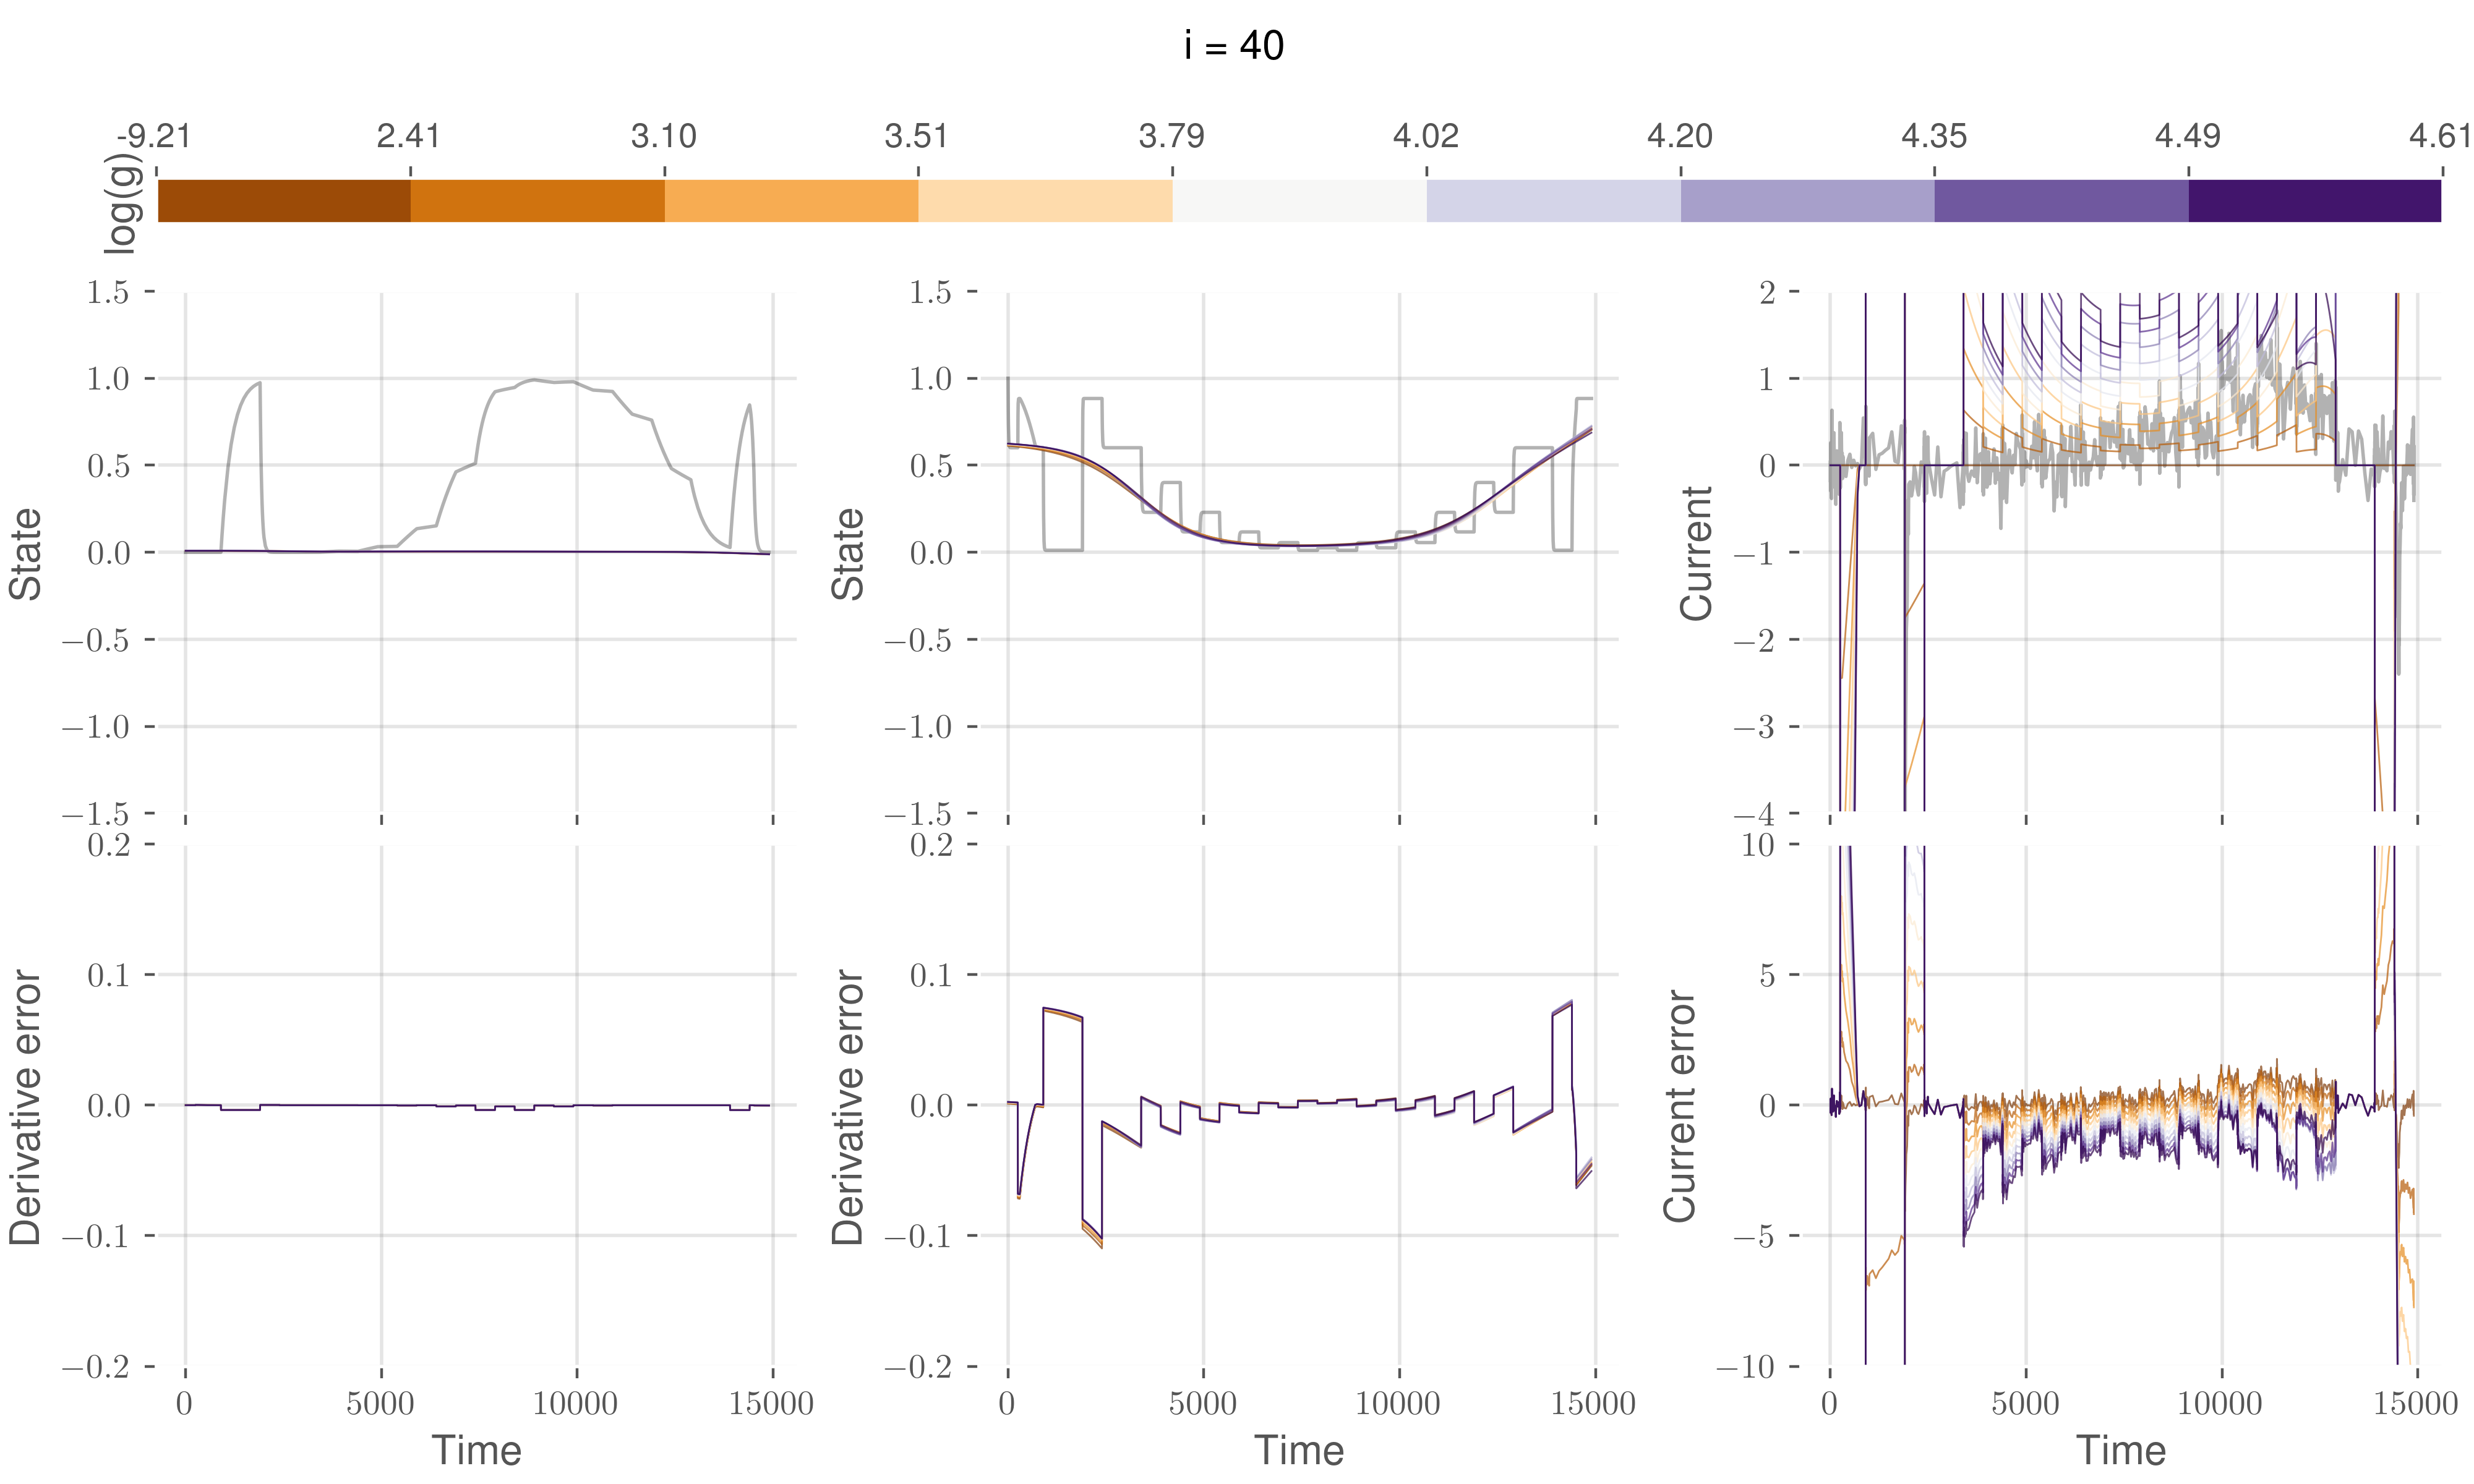 i = 40
-9.21 2.41 3.10 3.51 3.79 4.02 4.20 4.35 4.49 4.61
log(g)
1.5 1.0 0.5 0.0 −0.5 −1.0 −1.5
State
1.5 1.0 0.5 0.0 −0.5 −1.0 −1.5
State
2 1 0 −1 −2 −3 −4
Current
0.2 0.1 0.0 −0.1 −0.2
Derivative error
0.2 0.1 0.0 −0.1 −0.2
Derivative error
10 5 0 −5 −10
Current error
0 5000 10000 15000
Time
0 5000 10000 15000
Time
0 5000 10000 15000
Time